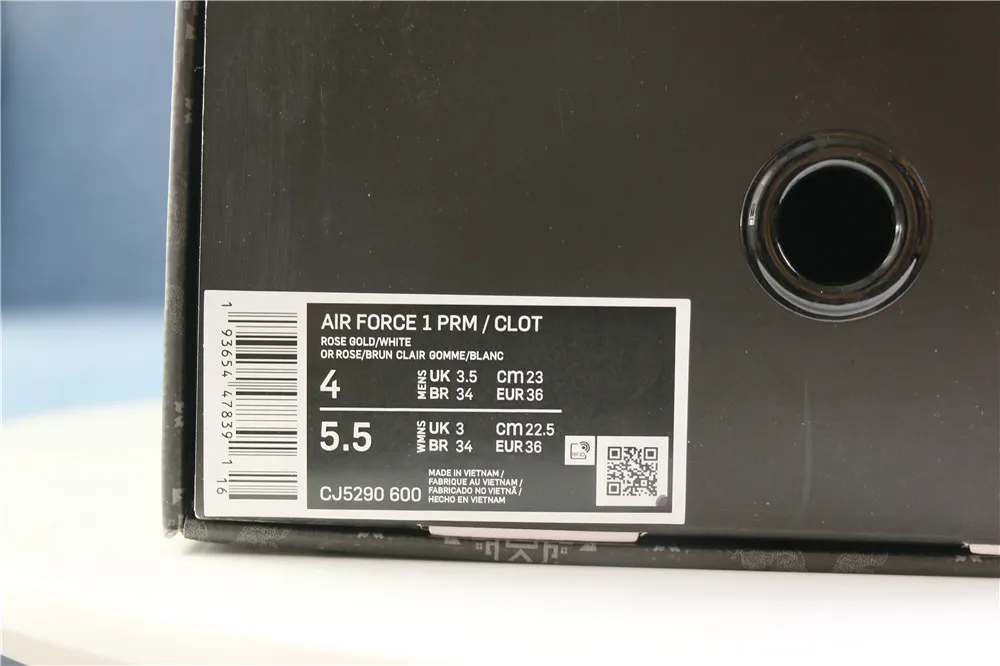 AIR FORCE 1 PRM / CLOT
ROSE GOLD/WHITE
OR ROSE/BRUN CLAIR GOMME/BLANC
4 MENS UK 3.5 cm 23
BR 34 EUR 36
5.5 WMNS UK 3 cm 22.5
BR 34 EUR 36
RFID
CJ5290 600
MADE IN VIETNAM /
FABRIQUE AU VIETNAM /
FABRICADO NO VIETNÃ /
HECHO EN VIETNAM
1 93654 47839 1 16